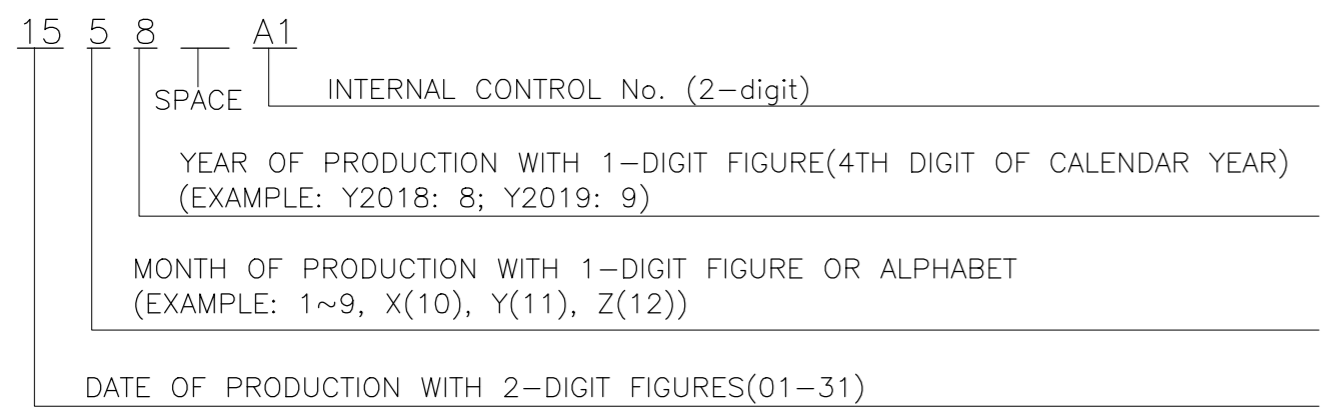 15 5 8 __ A1
SPACE
INTERNAL CONTROL No. (2-digit)
YEAR OF PRODUCTION WITH 1-DIGIT FIGURE(4TH DIGIT OF CALENDAR YEAR)
(EXAMPLE: Y2018: 8; Y2019: 9)
MONTH OF PRODUCTION WITH 1-DIGIT FIGURE OR ALPHABET
(EXAMPLE: 1~9, X(10), Y(11), Z(12))
DATE OF PRODUCTION WITH 2-DIGIT FIGURES(01-31)